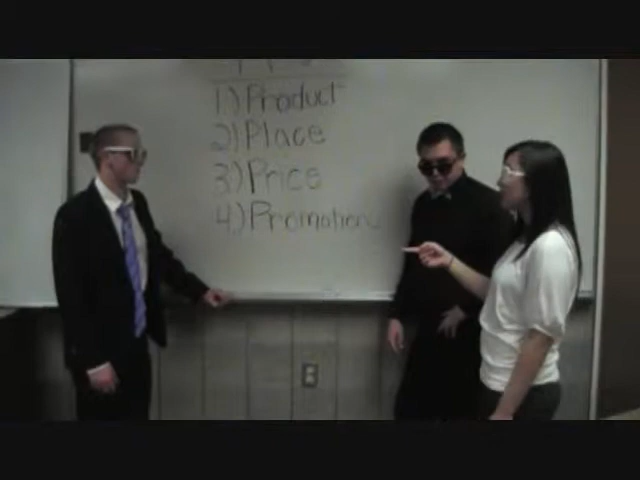 1) Product
2) Place
3) Price
4) Promotion